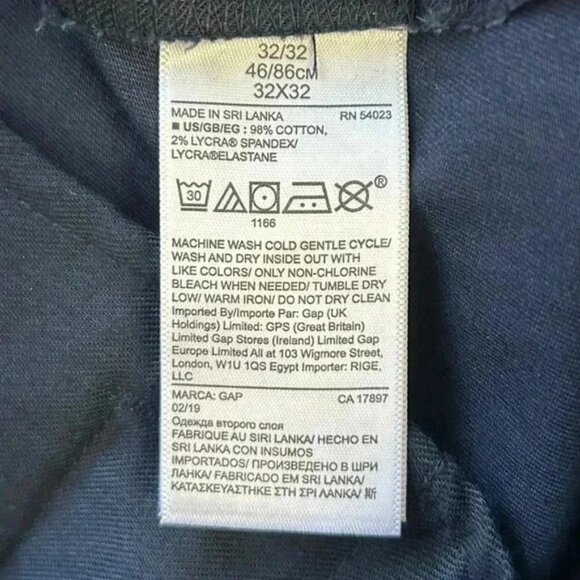 32/32
46/86CM
32X32
MADE IN SRI LANKA RN 54023
■ US/GB/EG : 98% COTTON,
2% LYCRA® SPANDEX/
LYCRA®ELASTANE
30 ®
1166
MACHINE WASH COLD GENTLE CYCLE/
WASH AND DRY INSIDE OUT WITH
LIKE COLORS/ ONLY NON-CHLORINE
BLEACH WHEN NEEDED/ TUMBLE DRY
LOW/ WARM IRON/ DO NOT DRY CLEAN
Imported By/Importe Par: Gap (UK
Holdings) Limited: GPS (Great Britain)
Limited Gap Stores (Ireland) Limited Gap
Europe Limited All at 103 Wigmore Street,
London, W1U 1QS Egypt Importer: RIGE,
LLC
MARCA: GAP CA 17897
02/19
Одежда второго слоя
FABRIQUE AU SIRI LANKA/ HECHO EN
SRI LANKA CON INSUMOS
IMPORTADOS/ ПРОИЗВЕДЕНО В ШРИ
ЛАНКА/ FABRICADO EM SRI LANKA/
ΚΑΤΑΣΚΕΥΑΣΤΗΚΕ ΣΤΗ ΣΡΙ ΛΑΝΚΑ/ 斯